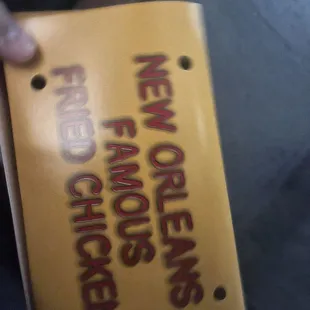 NEW ORLEANS
FAMOUS
FRIED CHICKEN